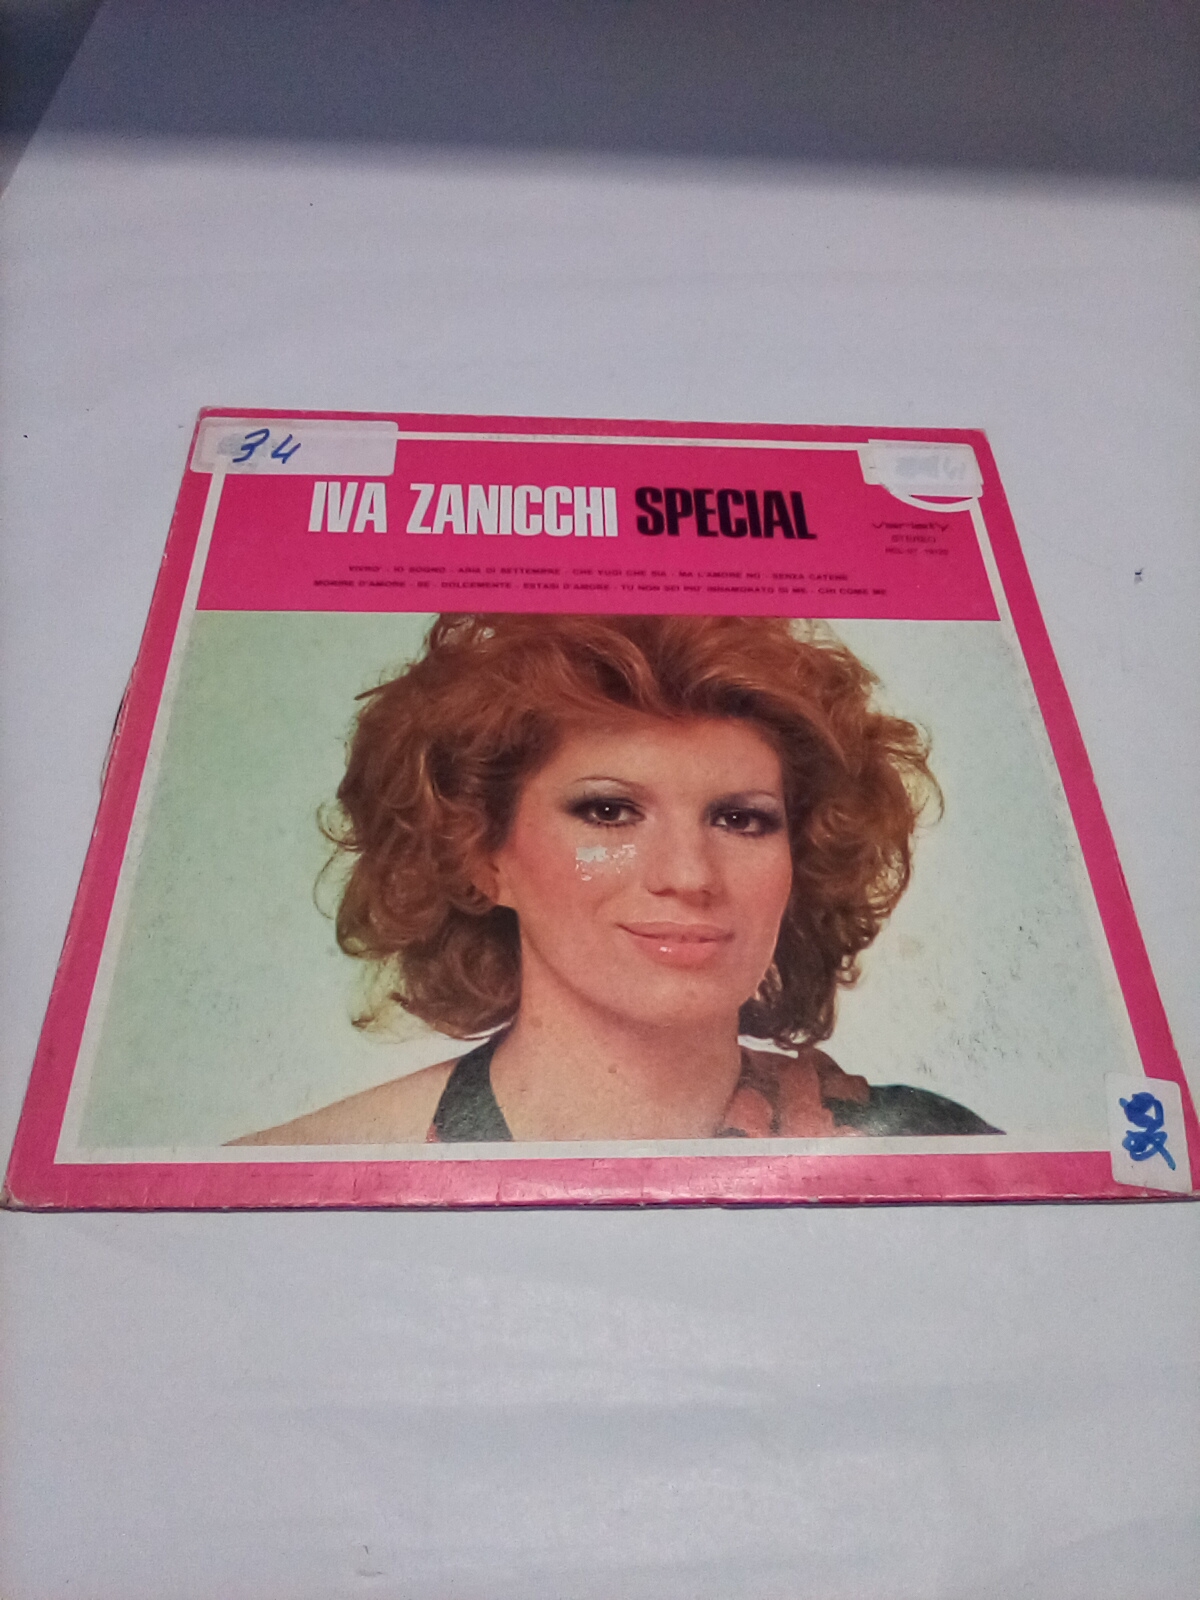 34
IVA ZANICCHI SPECIAL
variety
STEREO
VIVRO' - IO SOGNO - ARIA DI SETTEMBRE - CHE VUOI CHE SIA - MA L'AMORE NO - SENZA CATENE
MORIRE D'AMORE - SE - DOLCEMENTE - ESTASI D'AMORE - TU NON SEI PIU' INNAMORATO DI ME - CHI COME ME